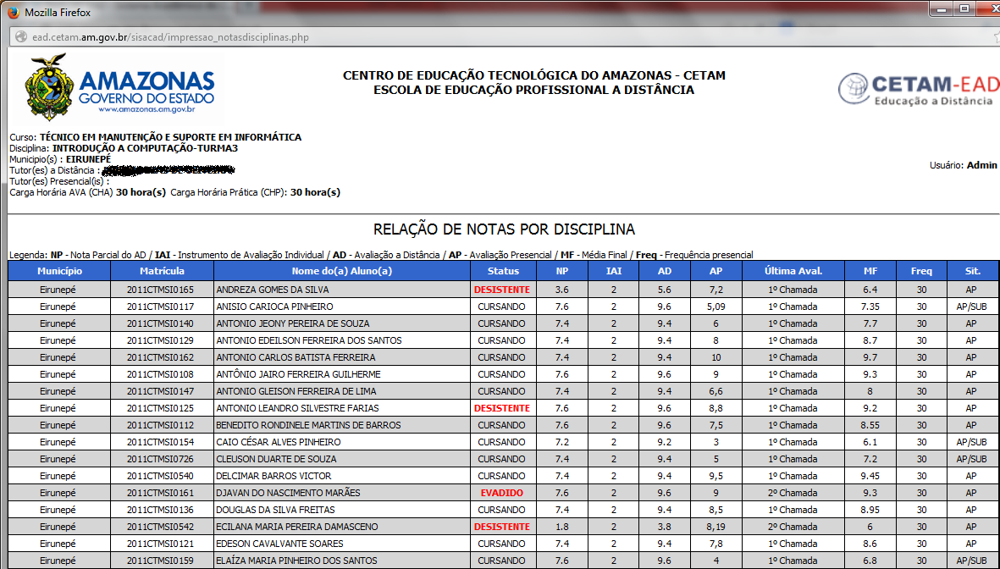 Mozilla Firefox
ead.cetam.am.gov.br/sisacad/impressao_notasdisciplinas.php
AMAZONAS
GOVERNO DO ESTADO
www.amazonas.am.gov.br
CENTRO DE EDUCAÇÃO TECNOLÓGICA DO AMAZONAS - CETAM
ESCOLA DE EDUCAÇÃO PROFISSIONAL A DISTÂNCIA
CETAM-EAD
Educação a Distância
Curso: TÉCNICO EM MANUTENÇÃO E SUPORTE EM INFORMÁTICA
Disciplina: INTRODUÇÃO A COMPUTAÇÃO-TURMA3
Municipio(s) : EIRUNEPÉ
Tutor(es) a Distância :
Usuário: Admin
Tutor(es) Presencial(is) :
Carga Horária AVA (CHA) 30 hora(s) Carga Horária Prática (CHP): 30 hora(s)
RELAÇÃO DE NOTAS POR DISCIPLINA
Legenda: NP - Nota Parcial do AD / IAI - Instrumento de Avaliação Individual / AD - Avaliação a Distância / AP - Avaliação Presencial / MF - Média Final / Freq - Frequência presencial
Município Matrícula Nome do(a) Aluno(a) Status NP IAI AD AP Última Aval. MF Freq Sit.
Eirunepé 2011CTMSI0165 ANDREZA GOMES DA SILVA DESISTENTE 3.6 2 5.6 7,2 1º Chamada 6.4 30 AP
Eirunepé 2011CTMSI0117 ANISIO CARIOCA PINHEIRO CURSANDO 7.6 2 9.6 5,09 1º Chamada 7.35 30 AP/SUB
Eirunepé 2011CTMSI0140 ANTONIO JEONY PEREIRA DE SOUZA CURSANDO 7.4 2 9.4 6 1º Chamada 7.7 30 AP
Eirunepé 2011CTMSI0129 ANTONIO EDEILSON FERREIRA DOS SANTOS CURSANDO 7.4 2 9.4 8 1º Chamada 8.7 30 AP
Eirunepé 2011CTMSI0162 ANTONIO CARLOS BATISTA FERREIRA CURSANDO 7.4 2 9.4 10 1º Chamada 9.7 30 AP
Eirunepé 2011CTMSI0108 ANTÔNIO JAIRO FERREIRA GUILHERME CURSANDO 7.6 2 9.6 9 1º Chamada 9.3 30 AP
Eirunepé 2011CTMSI0147 ANTONIO GLEISON FERREIRA DE LIMA CURSANDO 7.4 2 9.4 6,6 1º Chamada 8 30 AP
Eirunepé 2011CTMSI0125 ANTONIO LEANDRO SILVESTRE FARIAS DESISTENTE 7.6 2 9.6 8,8 1º Chamada 9.2 30 AP
Eirunepé 2011CTMSI0112 BENEDITO RONDINELE MARTINS DE BARROS CURSANDO 7.6 2 9.6 7,5 1º Chamada 8.55 30 AP
Eirunepé 2011CTMSI0154 CAIO CÉSAR ALVES PINHEIRO CURSANDO 7.2 2 9.2 3 1º Chamada 6.1 30 AP/SUB
Eirunepé 2011CTMSI0726 CLEUSON DUARTE DE SOUZA CURSANDO 7.4 2 9.4 5 1º Chamada 7.2 30 AP/SUB
Eirunepé 2011CTMSI0540 DELCIMAR BARROS VICTOR CURSANDO 7.4 2 9.4 9,5 1º Chamada 9.45 30 AP
Eirunepé 2011CTMSI0161 DJAVAN DO NASCIMENTO MARÃES EVADIDO 7.6 2 9.6 9 2º Chamada 9.3 30 AP
Eirunepé 2011CTMSI0136 DOUGLAS DA SILVA FREITAS CURSANDO 7.4 2 9.4 8,5 1º Chamada 8.95 30 AP
Eirunepé 2011CTMSI0542 ECILANA MARIA PEREIRA DAMASCENO DESISTENTE 1.8 2 3.8 8,19 2º Chamada 6 30 AP
Eirunepé 2011CTMSI0121 EDESON CAVALVANTE SOARES CURSANDO 7.4 2 9.4 7,8 1º Chamada 8.6 30 AP
Eirunepé 2011CTMSI0159 ELAÍZA MARIA PINHEIRO DOS SANTOS CURSANDO 7.6 2 9.6 4 1º Chamada 6.8 30 AP/SUB